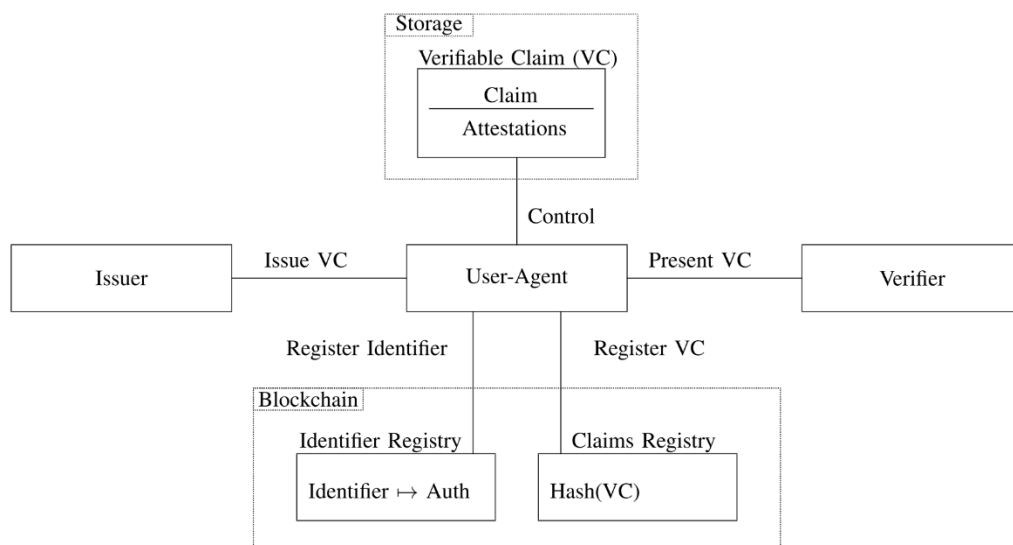 Storage
Verifiable Claim (VC)
Claim
Attestations
Control
Issuer
Issue VC
User-Agent
Present VC
Verifier
Register Identifier
Register VC
Blockchain
Identifier Registry
Claims Registry
Identifier ↦ Auth
Hash(VC)